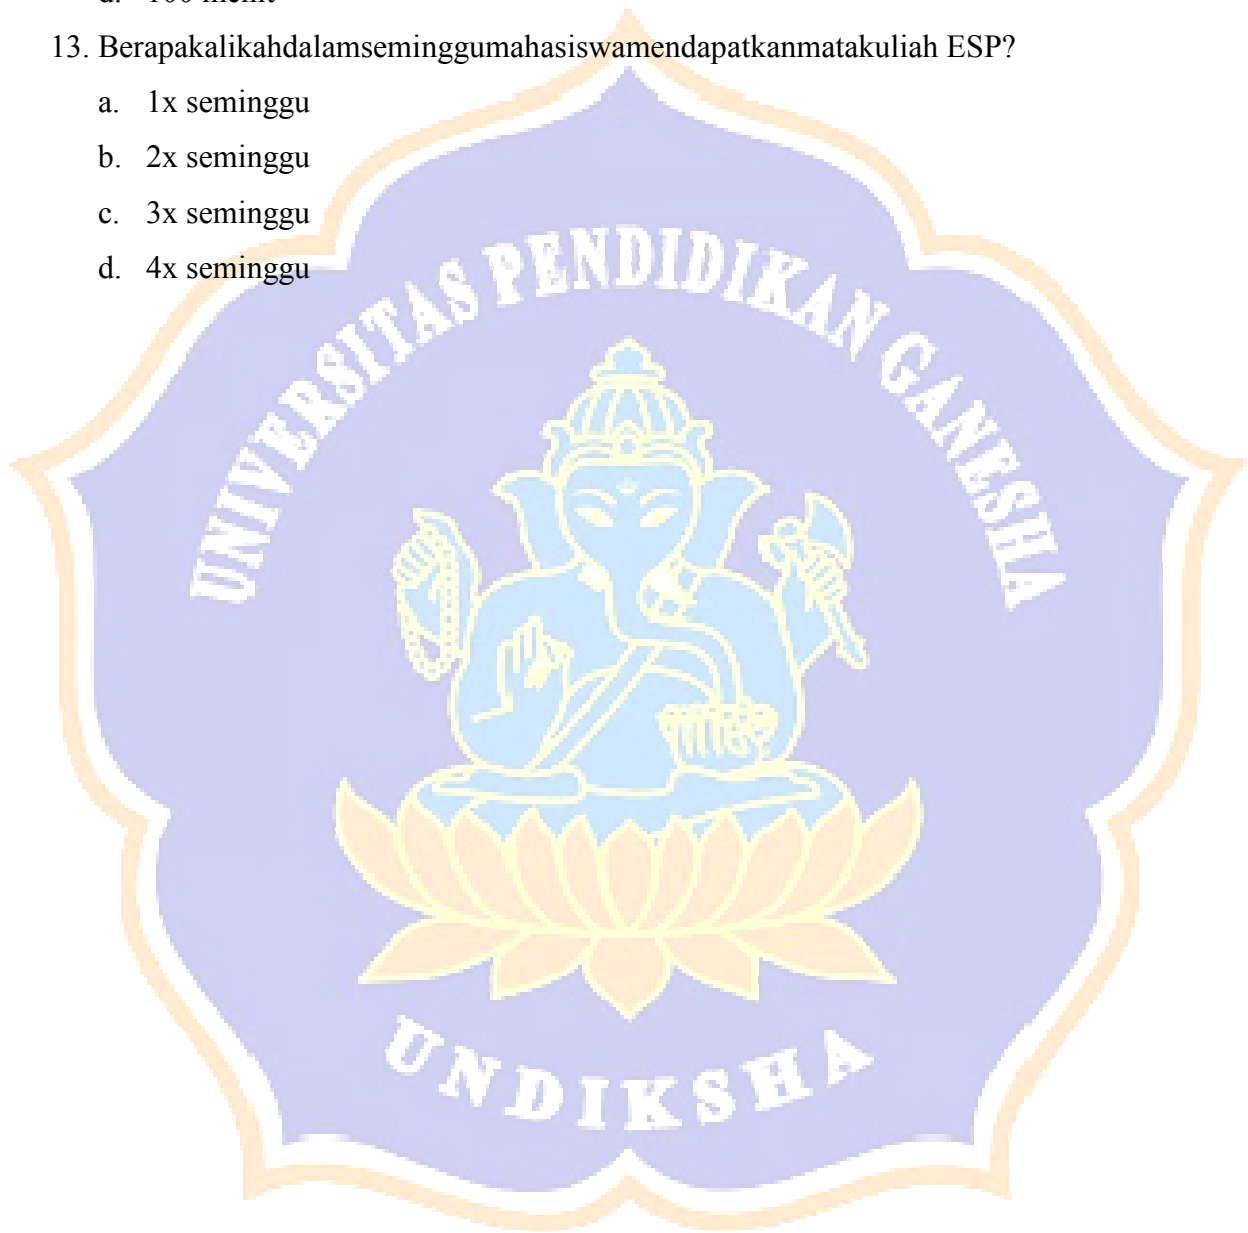 13. Berapakalikahdalamseminggumahasiswamendapatkanmatakuliah ESP?
a. 1x seminggu
b. 2x seminggu
c. 3x seminggu
d. 4x seminggu
UNIVERSITAS PENDIDIKAN GANESHA
UNDIKSHA